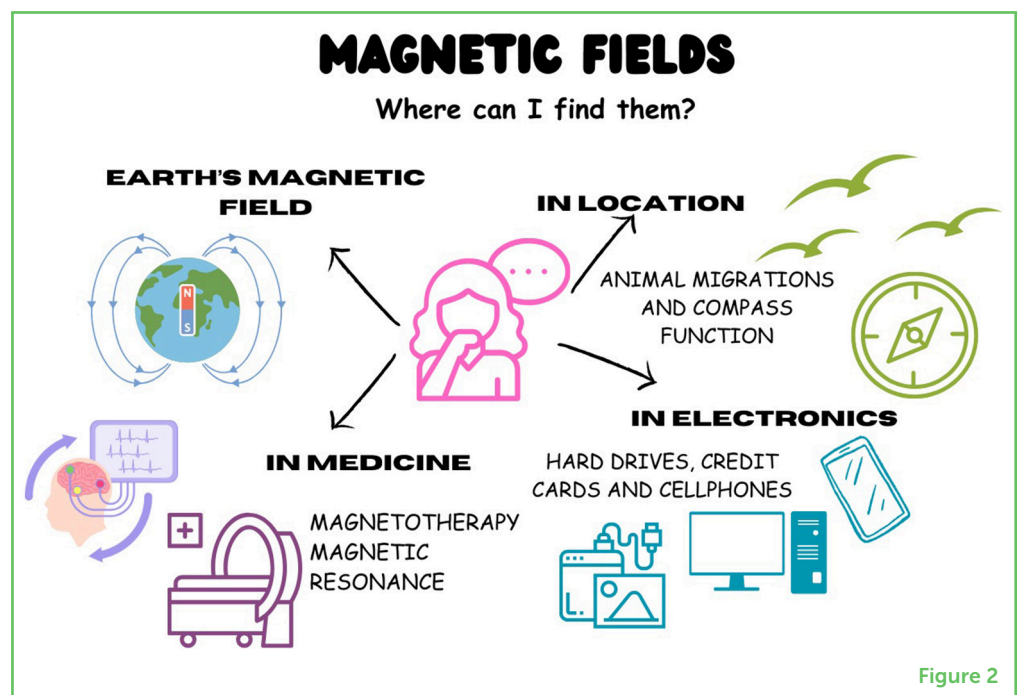 MAGNETIC FIELDS
Where can I find them?
EARTH'S MAGNETIC
FIELD
N
S
IN LOCATION
ANIMAL MIGRATIONS
AND COMPASS
FUNCTION
IN MEDICINE
MAGNETOTHERAPY
MAGNETIC
RESONANCE
IN ELECTRONICS
HARD DRIVES, CREDIT
CARDS AND CELLPHONES
Figure 2